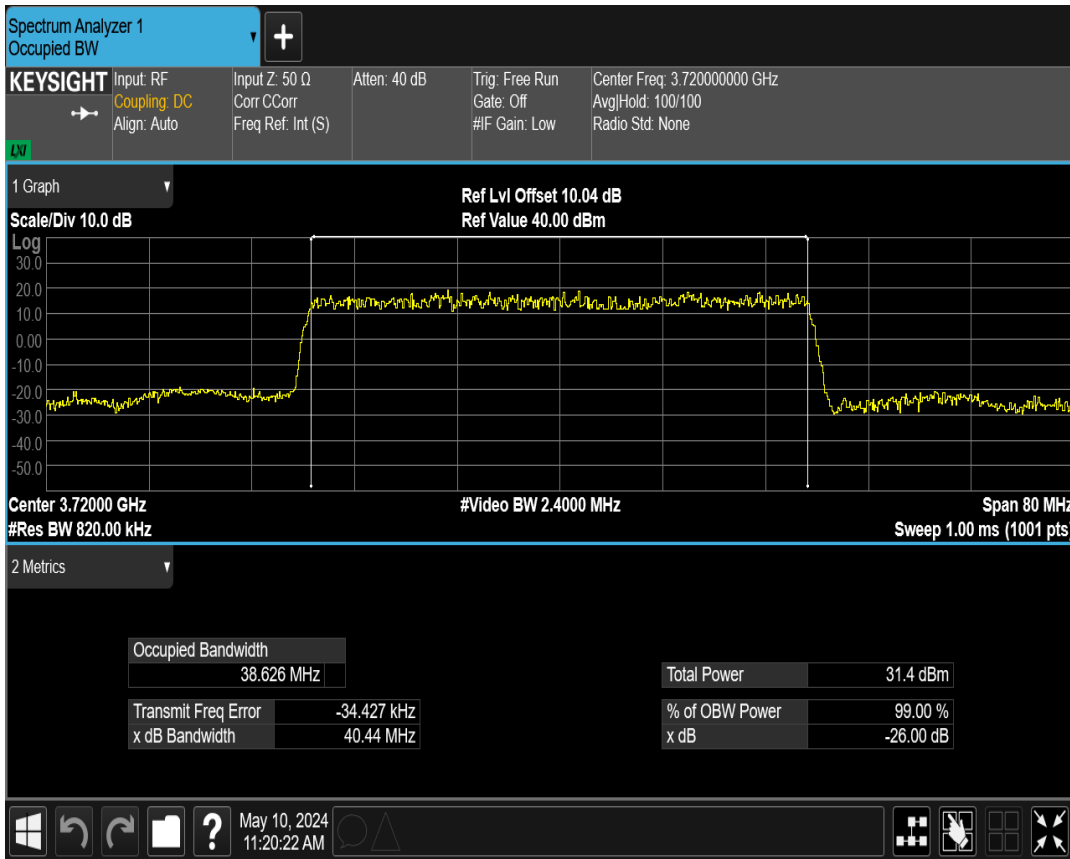 Spectrum Analyzer 1
Occupied BW
+
KEYSIGHT
LXI
Input: RF
Coupling: DC
Align: Auto
Input Z: 50 Ω
Corr CCorr
Freq Ref: Int (S)
Atten: 40 dB
Trig: Free Run
Gate: Off
#IF Gain: Low
Center Freq: 3.720000000 GHz
Avg|Hold: 100/100
Radio Std: None
1 Graph
Scale/Div 10.0 dB
Ref Lvl Offset 10.04 dB
Ref Value 40.00 dBm
Log
30.0
20.0
10.0
0.00
-10.0
-20.0
-30.0
-40.0
-50.0
Center 3.72000 GHz
#Video BW 2.4000 MHz
Span 80 MHz
#Res BW 820.00 kHz
Sweep 1.00 ms (1001 pts)
2 Metrics
Occupied Bandwidth
38.626 MHz
Total Power 31.4 dBm
Transmit Freq Error -34.427 kHz
% of OBW Power 99.00 %
x dB Bandwidth 40.44 MHz
x dB -26.00 dB
?
May 10, 2024
11:20:22 AM